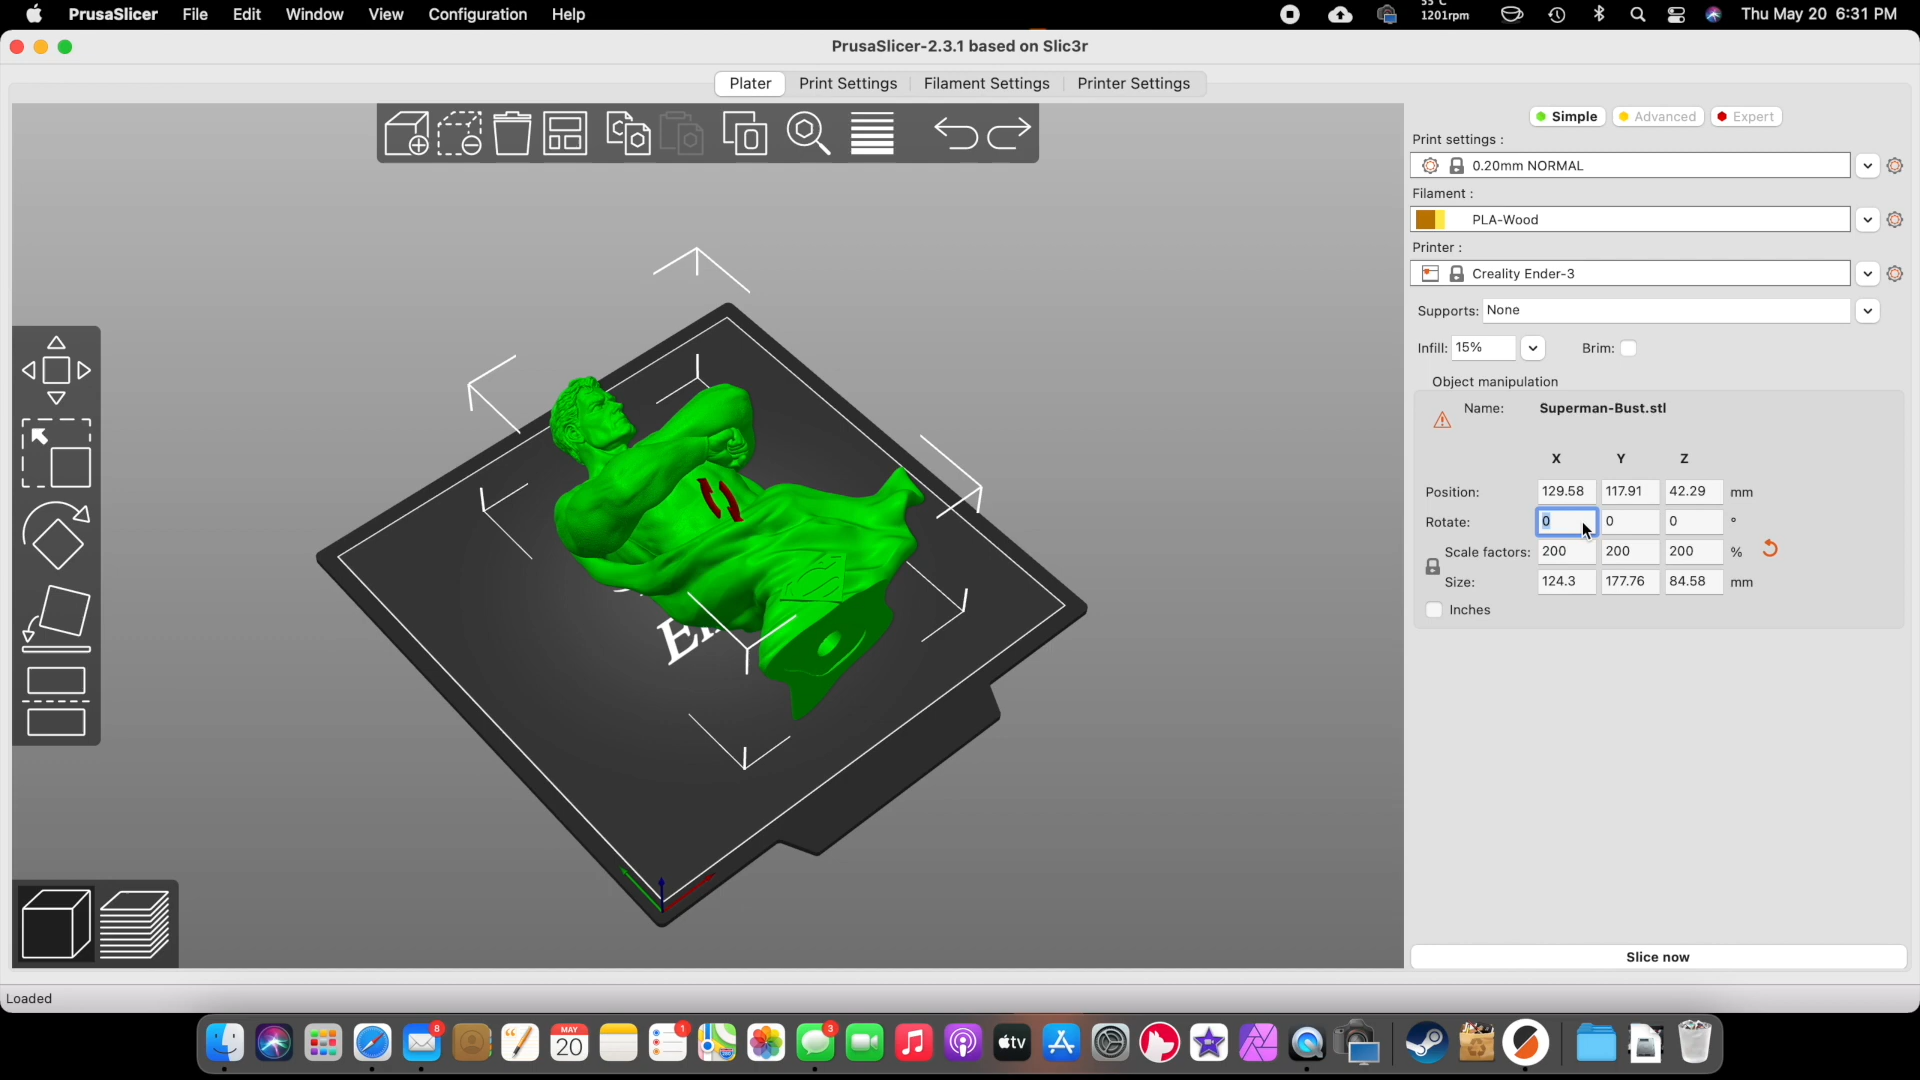 PrusaSlicer File Edit Window View Configuration Help
1201rpm
Thu May 20 6:31 PM
PrusaSlicer-2.3.1 based on Slic3r
Plater Print Settings Filament Settings Printer Settings
Simple Advanced Expert
Print settings :
0.20mm NORMAL
Filament :
PLA-Wood
Printer :
Creality Ender-3
Supports: None
Infill: 15% Brim:
Object manipulation
Name: Superman-Bust.stl
X Y Z
Position: 129.58 117.91 42.29 mm
Rotate: 0 0 0 °
Scale factors: 200 200 200 %
Size: 124.3 177.76 84.58 mm
Inches
Slice now
Loaded
8 MAY 20 1 3 tv